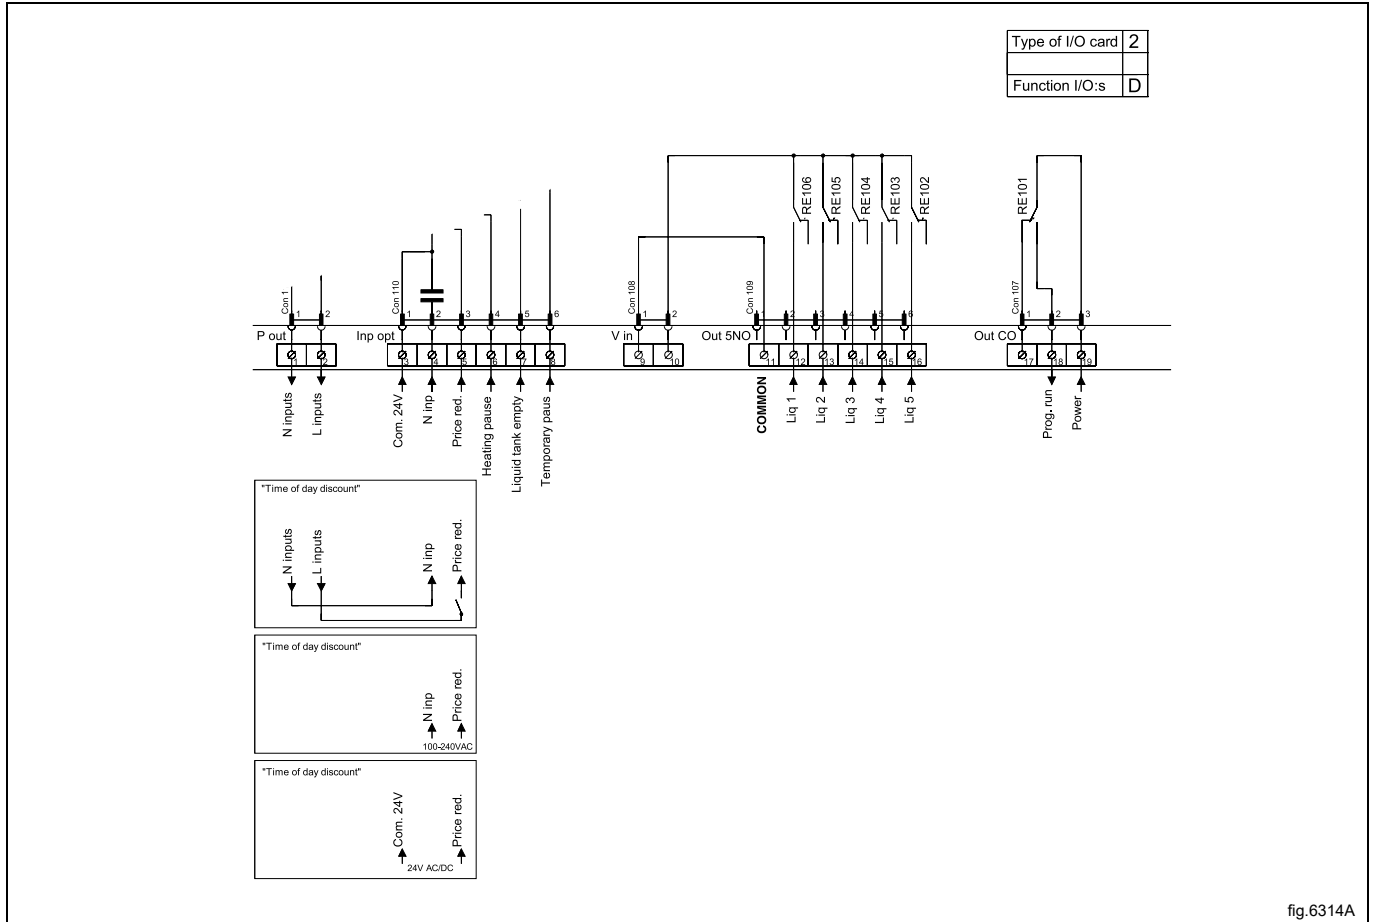 Type of I/O card 2
Function I/O:s D
RE106
RE105
RE104
RE103
RE102
RE101
Con 1
Con 110
Con 108
Con 109
Con 107
1 2
1 2 3 4 5 6
1 2
1 2 3 4 5 6
1 2 3
P out
Inp opt
V in
Out 5NO
Out CO
1 2
3 4 5 6 7 8
9 10
11 12 13 14 15 16
17 18 19
N inputs
L inputs
Com. 24V
N inp
Price red.
Heating pause
Liquid tank empty
Temporary paus
COMMON
Liq 1
Liq 2
Liq 3
Liq 4
Liq 5
Prog. run
Power
"Time of day discount"
N inputs
L inputs
N inp
Price red.
"Time of day discount"
N inp
Price red.
100-240VAC
"Time of day discount"
Com. 24V
Price red.
24V AC/DC
fig.6314A